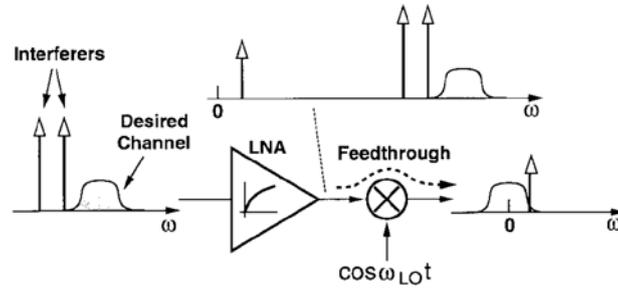 Interferers
Desired
Channel
0
ω
ω
LNA
Feedthrough
cos ω_LO t
0
ω